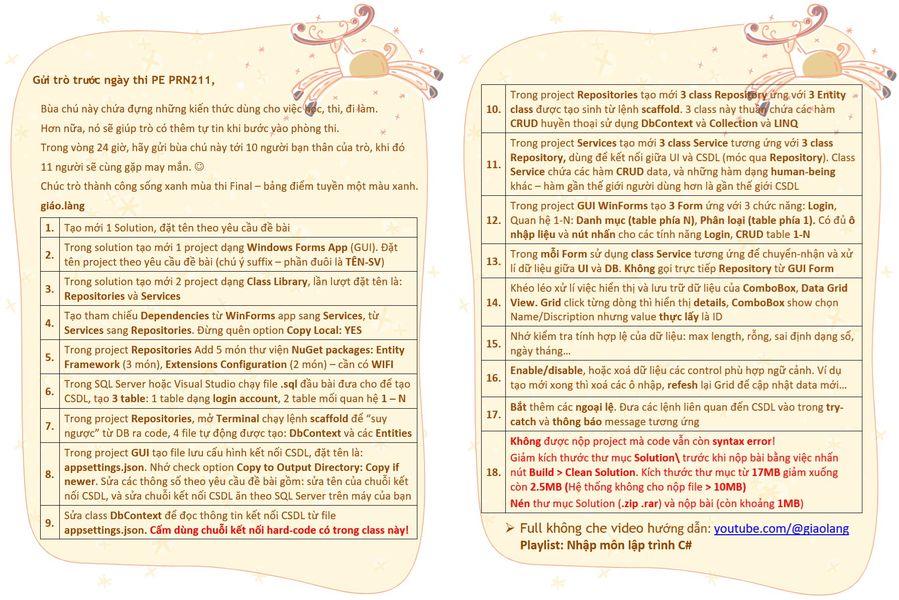 Gửi trò trước ngày thi PE PRN211,
Bùa chú này chứa đựng những kiến thức dùng cho việc học, thi, đi làm.
Hơn nữa, nó sẽ giúp trò có thêm tự tin khi bước vào phòng thi.
Trong vòng 24 giờ, hãy gửi bùa chú này tới 10 người bạn thân của trò, khi đó
11 người sẽ cùng gặp may mắn. ☺
Chúc trò thành công sống xanh mùa thi Final – bảng điểm tuyền một màu xanh.
giáo.làng
1. Tạo mới 1 Solution, đặt tên theo yêu cầu đề bài
2. Trong solution tạo mới 1 project dạng Windows Forms App (GUI). Đặt
tên project theo yêu cầu đề bài (chú ý suffix – phần đuôi là TÊN-SV)
3. Trong solution tạo mới 2 project dạng Class Library, lần lượt đặt tên là:
Repositories và Services
4. Tạo tham chiếu Dependencies từ WinForms app sang Services, từ
Services sang Repositories. Đừng quên option Copy Local: YES
5. Trong project Repositories Add 5 món thư viện NuGet packages: Entity
Framework (3 món), Extensions Configuration (2 món) – cần có WIFI
6. Trong SQL Server hoặc Visual Studio chạy file .sql đầu bài đưa cho để tạo
CSDL, tạo 3 table: 1 table dạng login account, 2 table mối quan hệ 1 – N
7. Trong project Repositories, mở Terminal chạy lệnh scaffold để “suy
ngược” từ DB ra code, 4 file tự động được tạo: DbContext và các Entities
8. Trong project GUI tạo file lưu cấu hình kết nối CSDL, đặt tên là:
appsettings.json. Nhớ check option Copy to Output Directory: Copy if
newer. Sửa các thông số theo yêu cầu đề bài gồm: sửa tên của chuỗi kết
nối CSDL, và sửa chuỗi kết nối CSDL ăn theo SQL Server trên máy của bạn
9. Sửa class DbContext để đọc thông tin kết nối CSDL từ file
appsettings.json. Cấm dùng chuỗi kết nối hard-code có trong class này!
10. Trong project Repositories tạo mới 3 class Repository ứng với 3 Entity
class được tạo sinh từ lệnh scaffold. 3 class này thuần chứa các hàm
CRUD huyền thoại sử dụng DbContext và Collection và LINQ
11. Trong project Services tạo mới 3 class Service tương ứng với 3 class
Repository, dùng để kết nối giữa UI và CSDL (móc qua Repository). Class
Service chứa các hàm CRUD data, và những hàm dạng human-being
khác – hàm gần thế giới người dùng hơn là gần thế giới CSDL
12. Trong project GUI WinForms tạo 3 Form ứng với 3 chức năng: Login,
Quan hệ 1-N: Danh mục (table phía N), Phân loại (table phía 1). Có đủ ô
nhập liệu và nút nhấn cho các tính năng Login, CRUD table 1-N
13. Trong mỗi Form sử dụng class Service tương ứng để chuyển-nhận và xử
lí dữ liệu giữa UI và DB. Không gọi trực tiếp Repository từ GUI Form
14. Khéo léo xử lí việc hiển thị và lưu trữ dữ liệu của ComboBox, Data Grid
View. Grid click từng dòng thì hiển thị details, ComboBox show chọn
Name/Discription nhưng value thực lấy là ID
15. Nhớ kiểm tra tính hợp lệ của dữ liệu: max length, rỗng, sai định dạng số,
ngày tháng…
16. Enable/disable, hoặc xoá dữ liệu các control phù hợp ngữ cảnh. Ví dụ
tạo mới xong thì xoá các ô nhập, refesh lại Grid để cập nhật data mới…
17. Bắt thêm các ngoại lệ. Đưa các lệnh liên quan đến CSDL vào trong try-
catch và thông báo message tương ứng
18. Không được nộp project mà code vẫn còn syntax error!
Giảm kích thước thư mục Solution\ trước khi nộp bài bằng việc nhấn
nút Build > Clean Solution. Kích thước thư mục từ 17MB giảm xuống
còn 2.5MB (Hệ thống không cho nộp file > 10MB)
Nén thư mục Solution (.zip .rar) và nộp bài (còn khoảng 1MB)
➢ Full không che video hướng dẫn: youtube.com/@giaolang
Playlist: Nhập môn lập trình C#